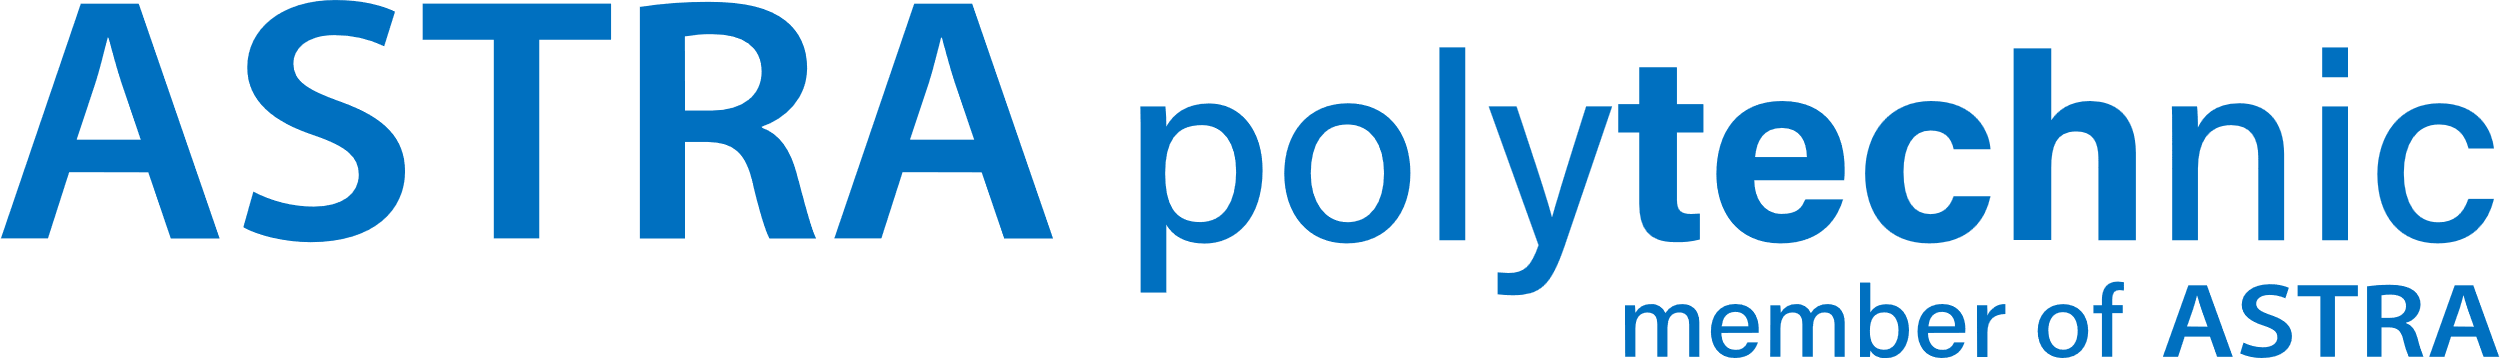 ASTRA polytechnic
member of ASTRA